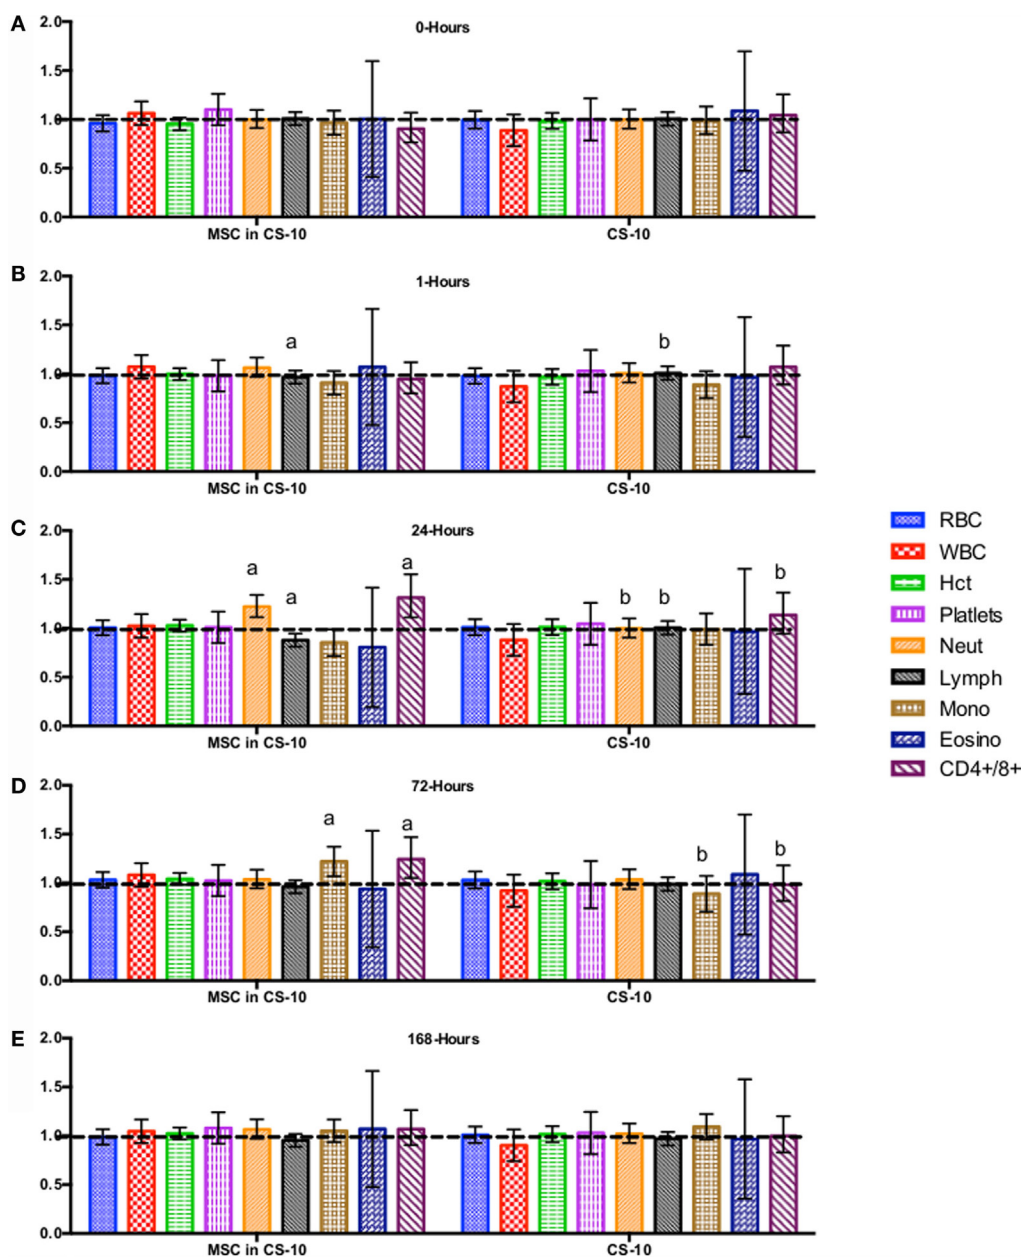 A
0-Hours
2.0
1.5
1.0
0.5
0.0
MSC in CS-10 CS-10
B
1-Hours
2.0
1.5
a b
1.0
0.5
0.0
MSC in CS-10 CS-10
C
24-Hours
2.0
a a a b b b
1.5
1.0
0.5
0.0
MSC in CS-10 CS-10
RBC
WBC
Hct
Platlets
Neut
Lymph
Mono
Eosino
CD4+/8+
D
72-Hours
2.0
a a b b
1.5
1.0
0.5
0.0
MSC in CS-10 CS-10
E
168-Hours
2.0
1.5
1.0
0.5
0.0
MSC in CS-10 CS-10